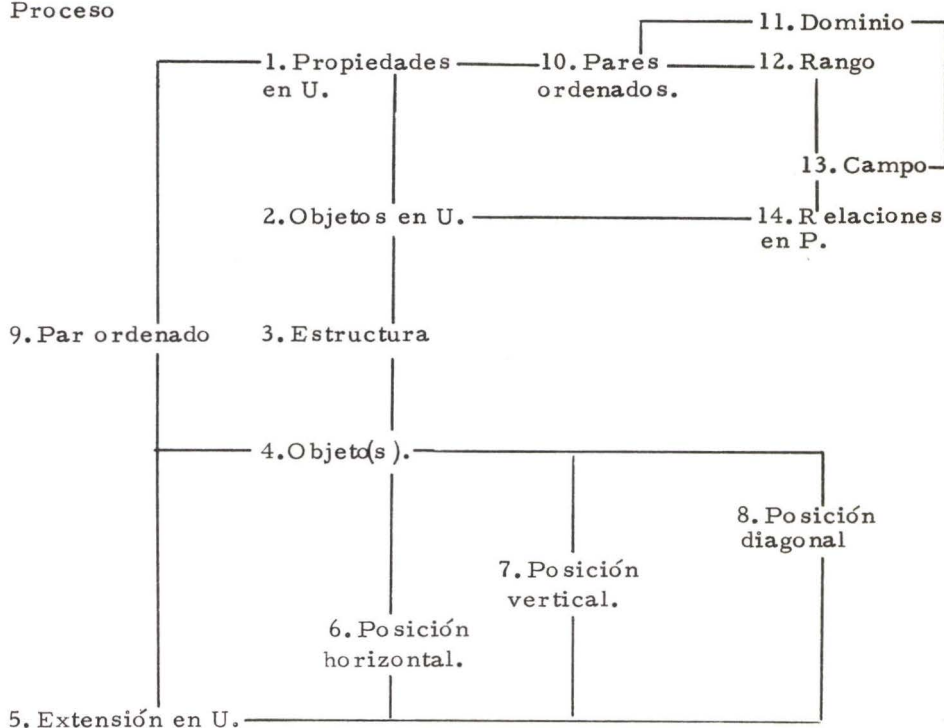 Proceso
11. Dominio
1. Propiedades
en U.
10. Pares
ordenados.
12. Rango
13. Campo
2. Objetos en U.
14. Relaciones
en P.
9. Par ordenado
3. Estructura
4. Objeto(s).
8. Posición
diagonal
7. Posición
vertical.
6. Posición
horizontal.
5. Extensión en U.